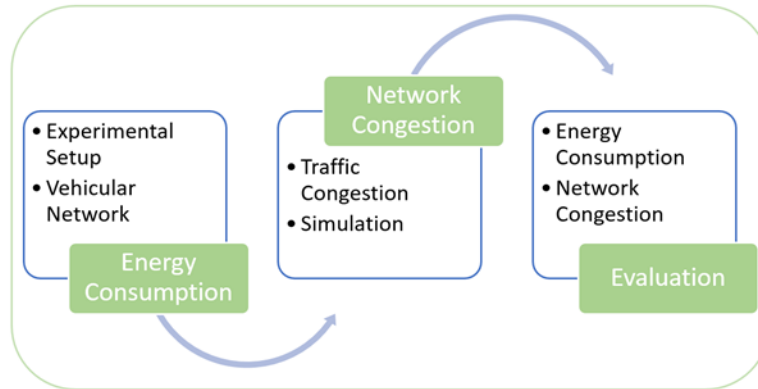 • Experimental
Setup
• Vehicular
Network
Energy
Consumption
Network
Congestion
• Traffic
Congestion
• Simulation
• Energy
Consumption
• Network
Congestion
Evaluation